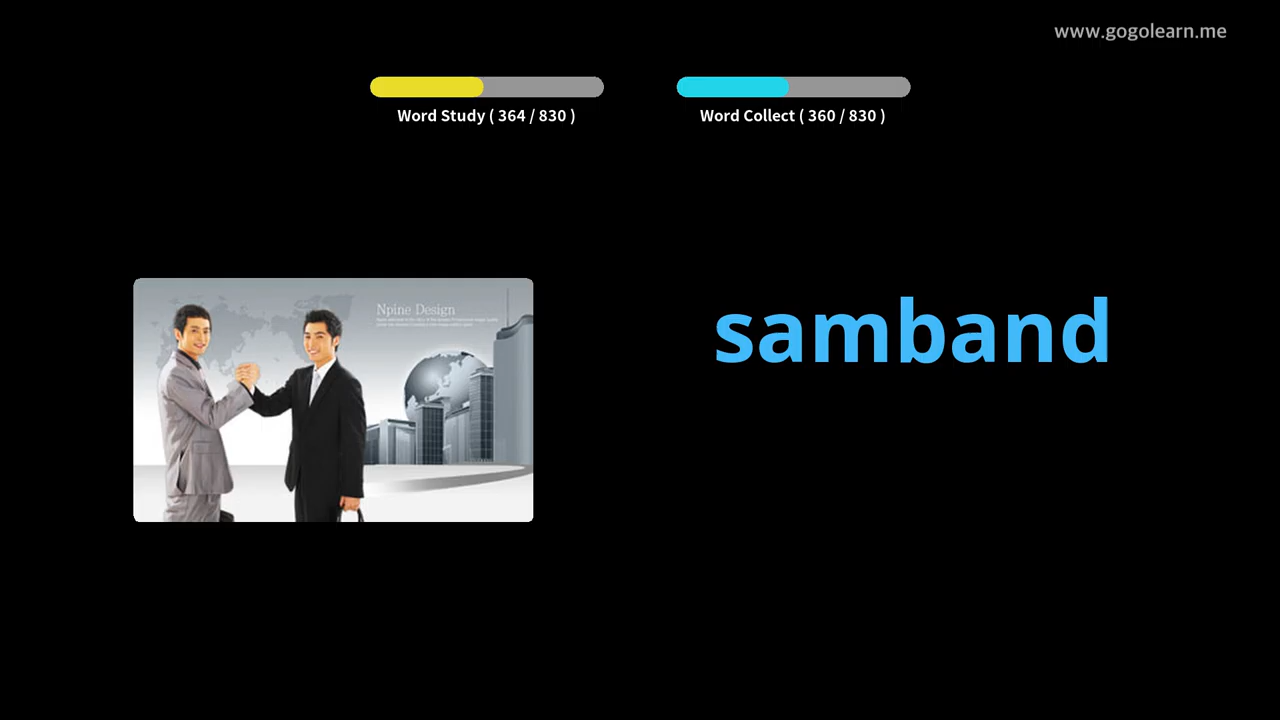 www.gogolearn.me
Word Study ( 364 / 830 )
Word Collect ( 360 / 830 )
Npine Design
samband